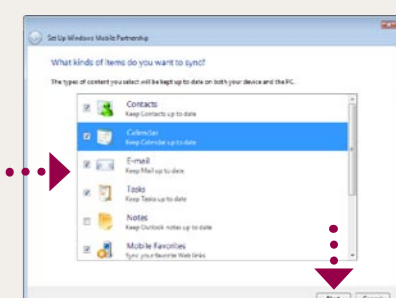 Set Up Windows Mobile Partnership
What kinds of items do you want to sync?
The types of content you select will be kept up to date on both your device and the PC.
Contacts
Keep Contacts up to date
Calendar
Keep Calendar up to date
E-mail
Keep Mail up to date
Tasks
Keep Tasks up to date
Notes
Keep Outlook notes up to date
Mobile Favorites
Sync your favorite Web links